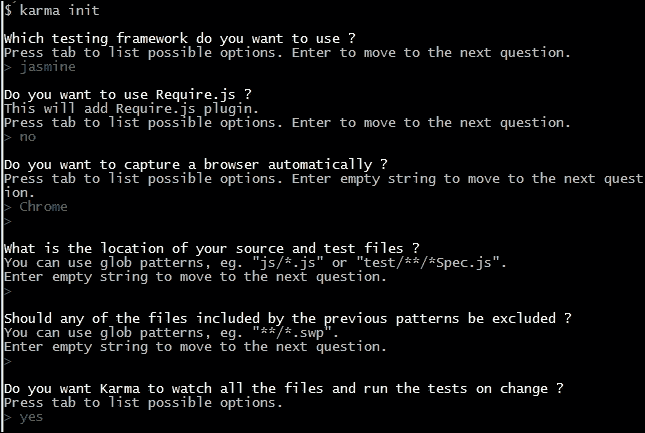 $ karma init
Which testing framework do you want to use ?
Press tab to list possible options. Enter to move to the next question.
> jasmine
Do you want to use Require.js ?
This will add Require.js plugin.
Press tab to list possible options. Enter to move to the next question.
> no
Do you want to capture a browser automatically ?
Press tab to list possible options. Enter empty string to move to the next quest
ion.
> Chrome
>
What is the location of your source and test files ?
You can use glob patterns, eg. "js/*.js" or "test/**/*Spec.js".
Enter empty string to move to the next question.
>
Should any of the files included by the previous patterns be excluded ?
You can use glob patterns, eg. "**/*.swp".
Enter empty string to move to the next question.
>
Do you want Karma to watch all the files and run the tests on change ?
Press tab to list possible options.
> yes